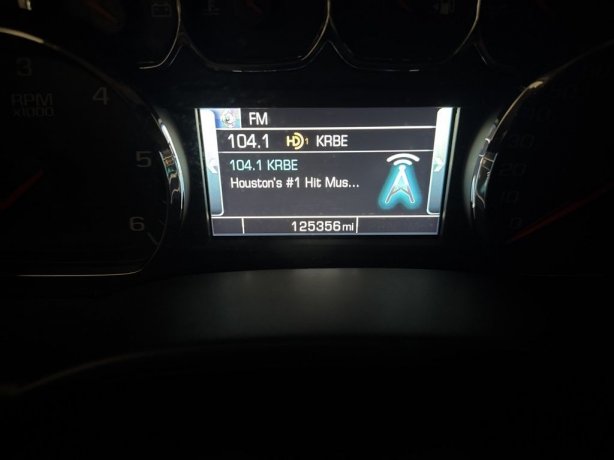 FM
104.1 HD1 KRBE
104.1 KRBE
Houston's #1 Hit Mus...
125356 mi
3
4
RPM
x1000
5
6